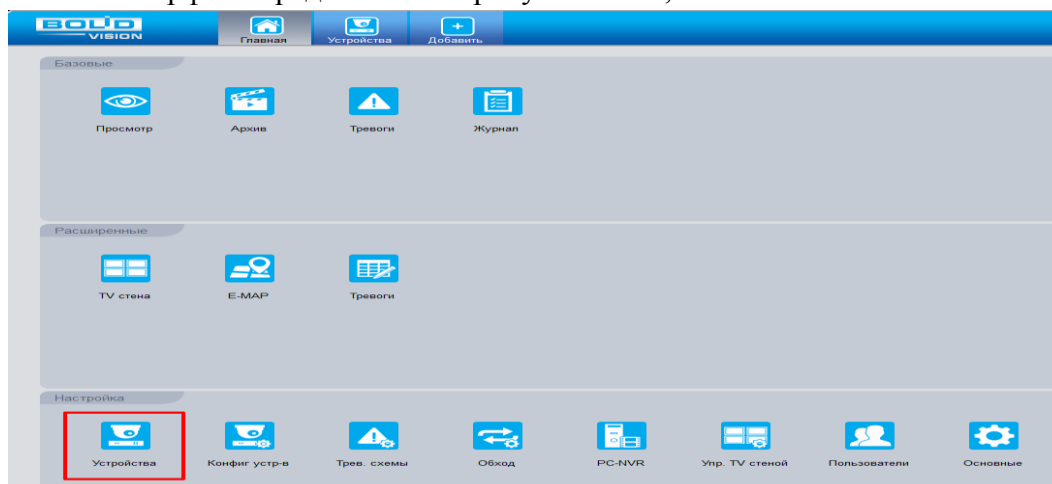 BOLID
VISION
Главная
Устройства
Добавить
Базовые
Просмотр
Архив
Тревоги
Журнал
Расширенные
TV стена
E-MAP
Тревоги
Настройка
Устройства
Конфиг устр-в
Трев. схемы
Обход
PC-NVR
Упр. TV стеной
Пользователи
Основные